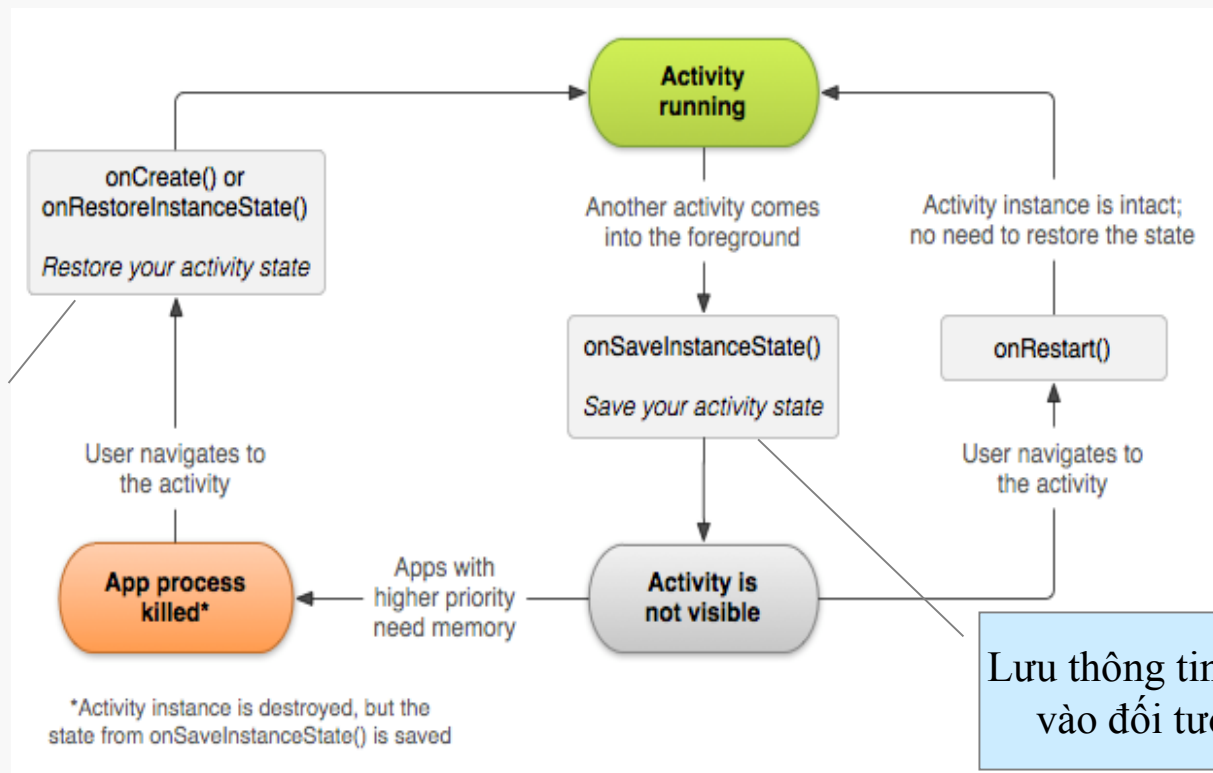 Activity
running
onCreate() or
onRestoreInstanceState()
Restore your activity state
Another activity comes
into the foreground
Activity instance is intact;
no need to restore the state
onSaveInstanceState()
Save your activity state
onRestart()
User navigates to
the activity
User navigates to
the activity
App process
killed*
Apps with
higher priority
need memory
Activity is
not visible
*Activity instance is destroyed, but the
state from onSaveInstanceState() is saved
Lưu thông tin
vào đối